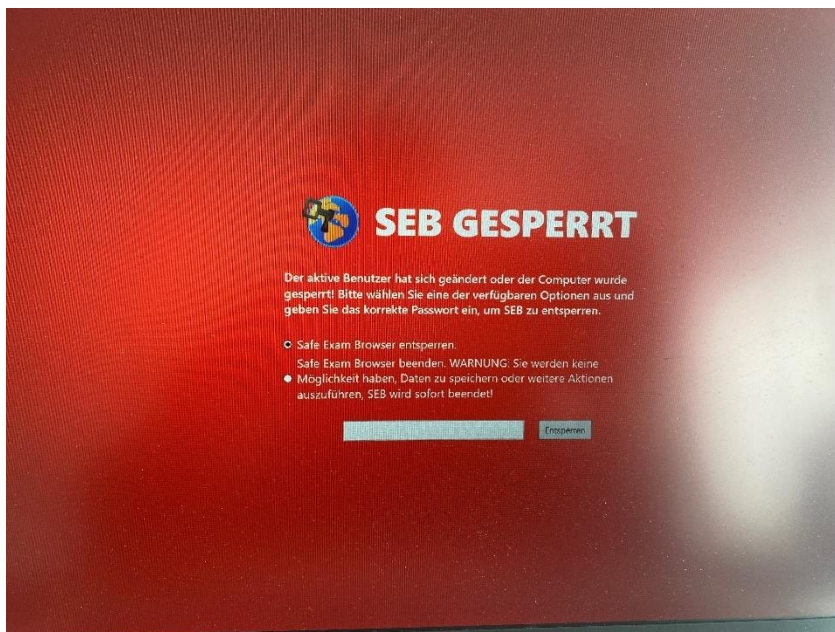 SEB GESPERRT
Der aktive Benutzer hat sich geändert oder der Computer wurde
gesperrt! Bitte wählen Sie eine der verfügbaren Optionen aus und
geben Sie das korrekte Passwort ein, um SEB zu entsperren.
Safe Exam Browser entsperren.
Safe Exam Browser beenden. WARNUNG: Sie werden keine
Möglichkeit haben, Daten zu speichern oder weitere Aktionen
auszuführen, SEB wird sofort beendet!
Entsperren